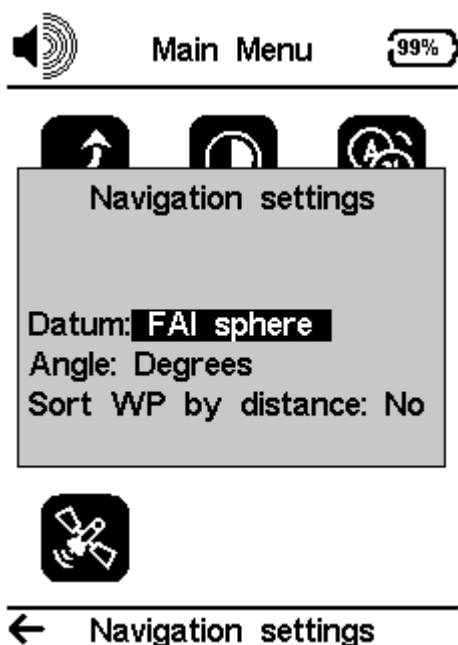 Main Menu
99%
Navigation settings
Datum: FAI sphere
Angle: Degrees
Sort WP by distance: No
Navigation settings